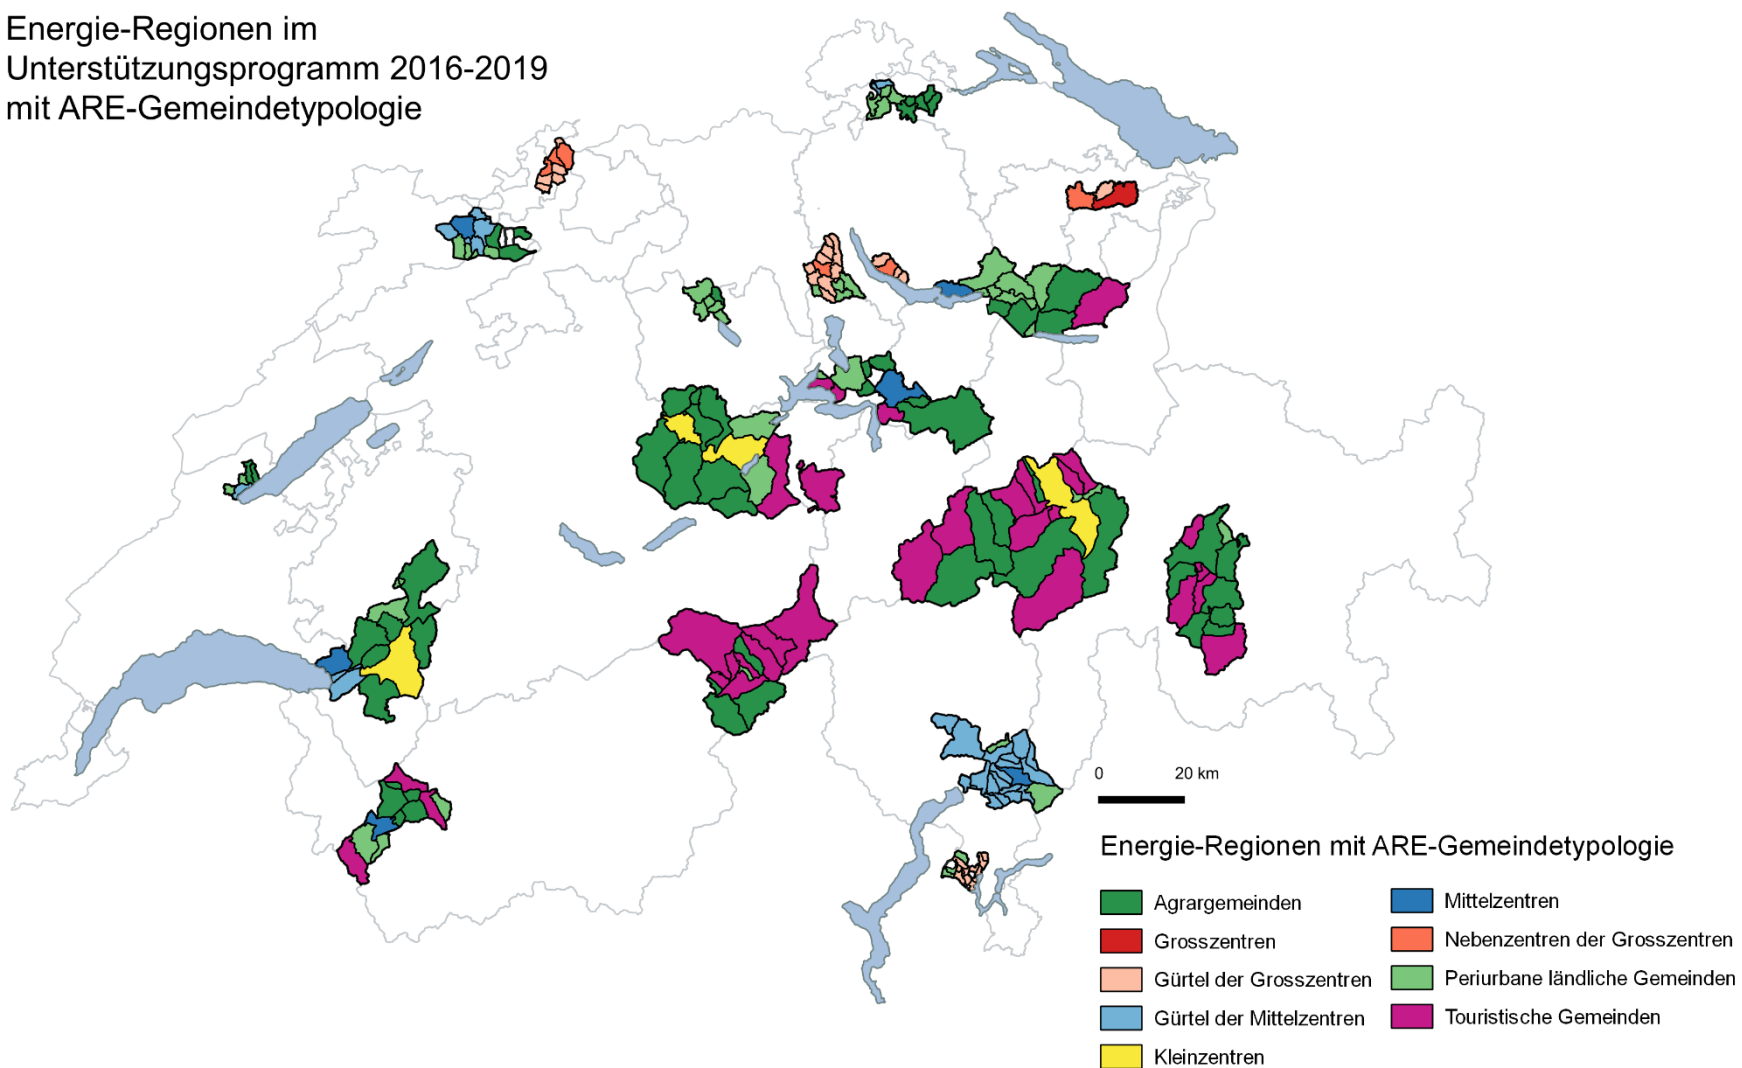 Energie-Regionen im
Unterstützungsprogramm 2016-2019
mit ARE-Gemeindetypologie
0 20 km
Energie-Regionen mit ARE-Gemeindetypologie
Agrargemeinden
Grosszentren
Gürtel der Grosszentren
Gürtel der Mittelzentren
Kleinzentren
Mittelzentren
Nebenzentren der Grosszentren
Periurbane ländliche Gemeinden
Touristische Gemeinden